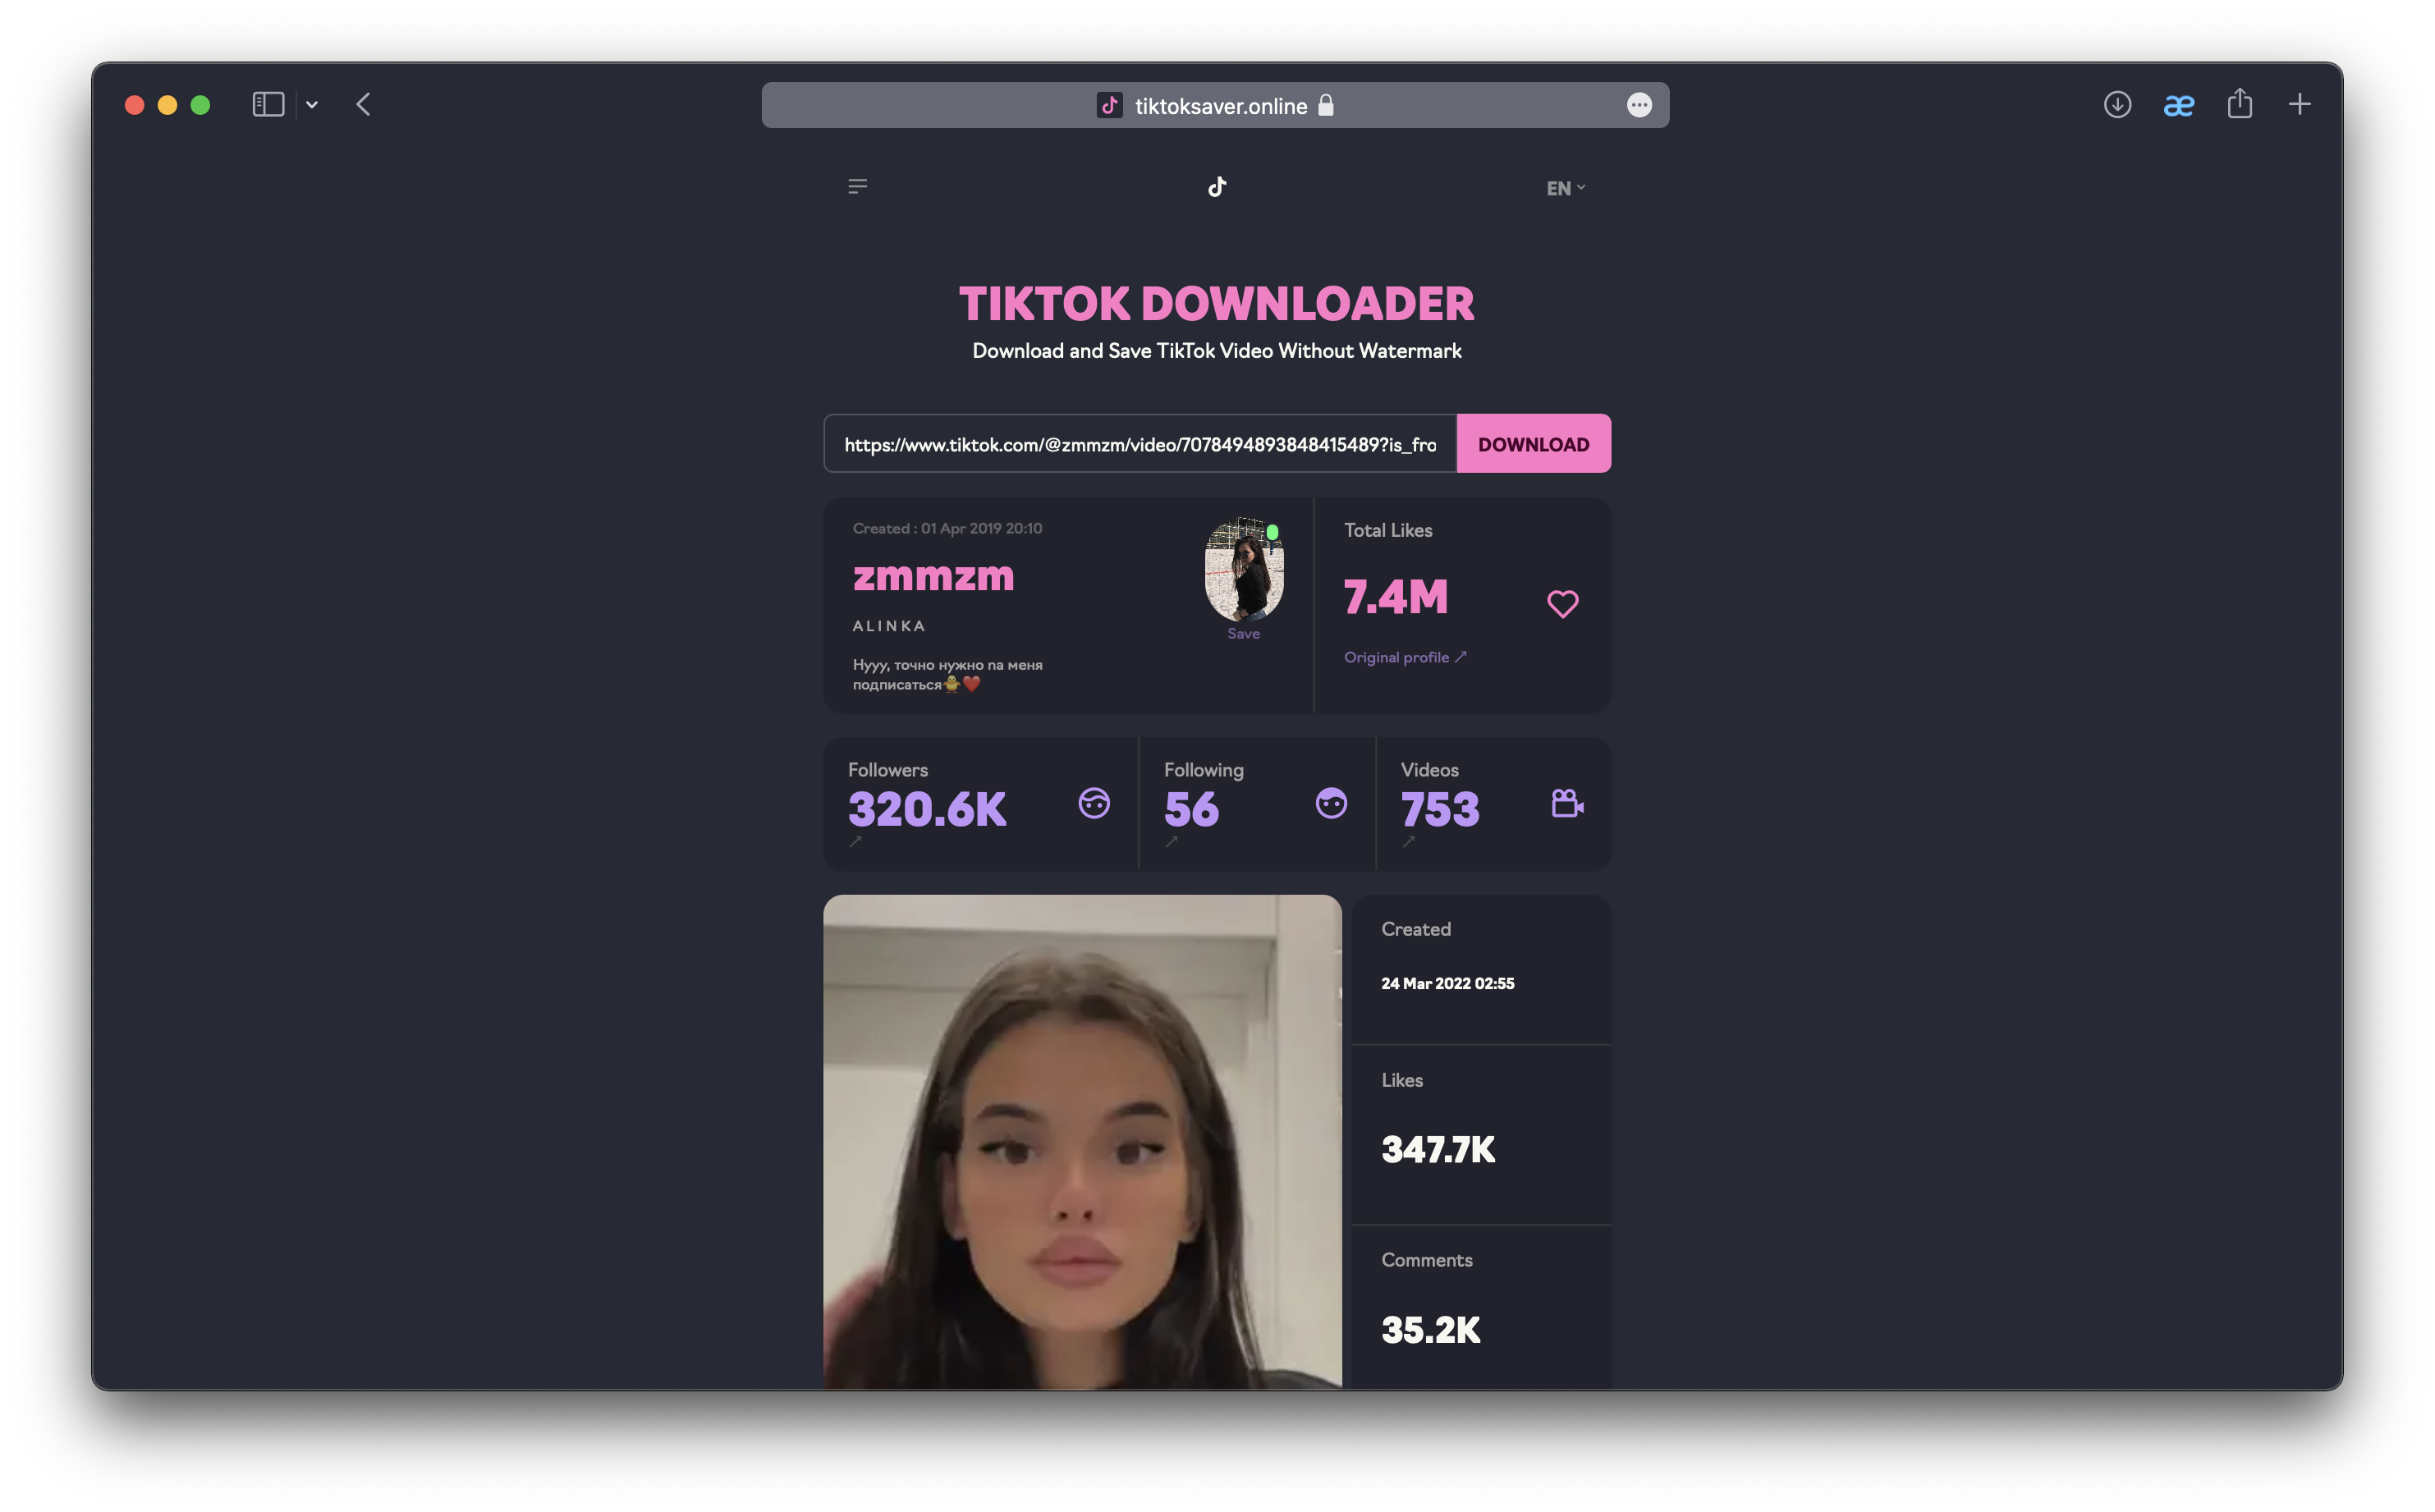 tiktoksaver.online
EN
TIKTOK DOWNLOADER
Download and Save TikTok Video Without Watermark
https://www.tiktok.com/@zmmzm/video/7078494893848415489?is_fro
DOWNLOAD
Created : 01 Apr 2019 20:10
zmmzm
ALINKA
Нууу, точно нужно nа меня
подписаться🐥❤️
Save
Total Likes
7.4M
Original profile ↗
Followers
320.6K
↗
Following
56
↗
Videos
753
↗
Created
24 Mar 2022 02:55
Likes
347.7K
Comments
35.2K